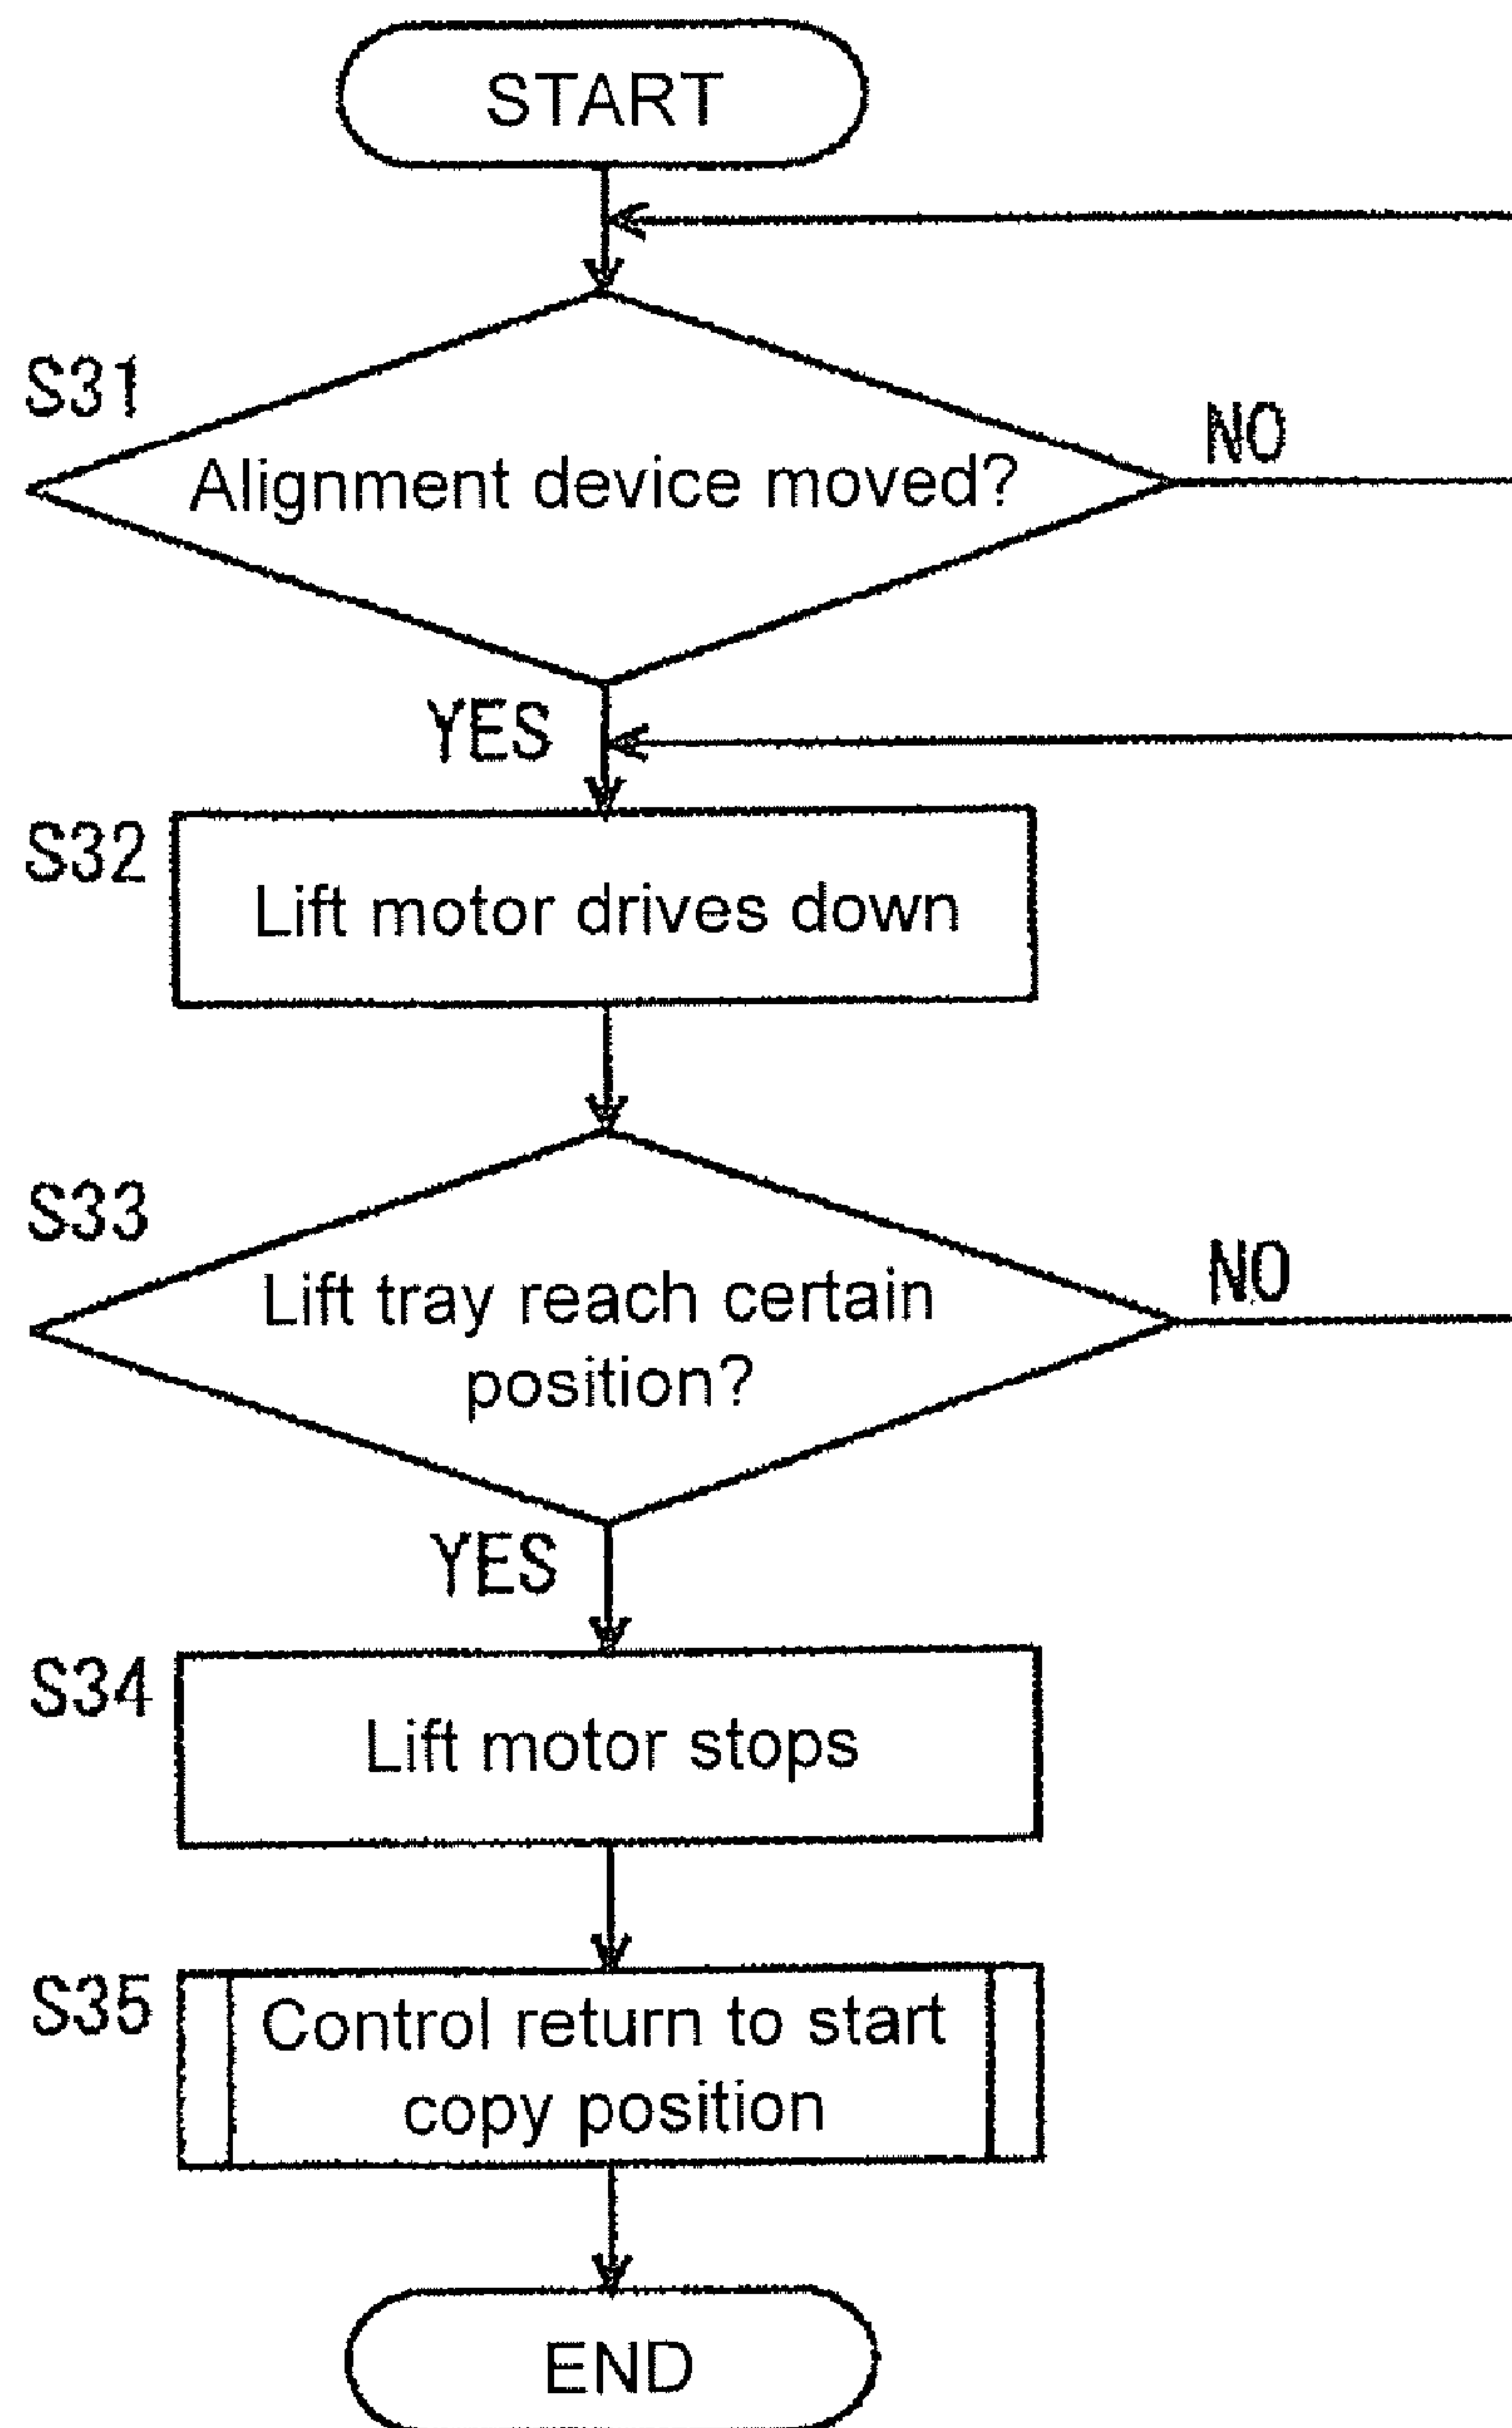 START
S31
Alignment device moved?
NO
YES
S32
Lift motor drives down
S33
Lift tray reach certain
position?
NO
YES
S34
Lift motor stops
S35
Control return to start
copy position
END